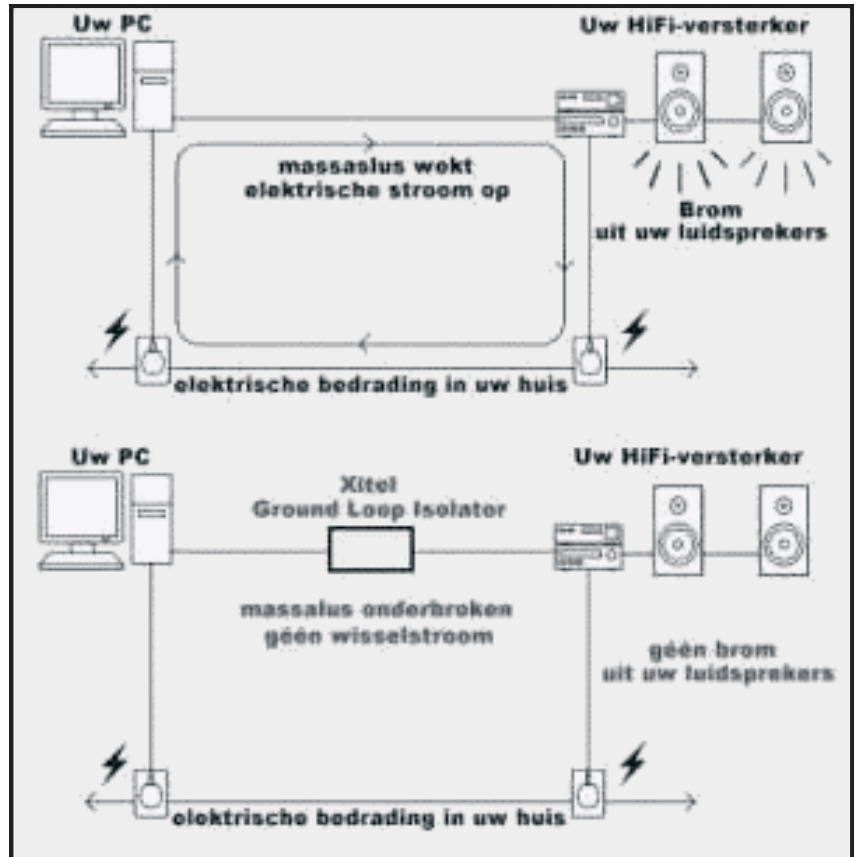 Uw PC
Uw HiFi-versterker
massaslus wekt
elektrische stroom op
Brom
uit uw luidsprekers
elektrische bedrading in uw huis
Uw PC
Uw HiFi-versterker
Xitel
Ground Loop Isolator
massalus onderbroken
géén wisselstroom
géén brom
uit uw luidsprekers
elektrische bedrading in uw huis